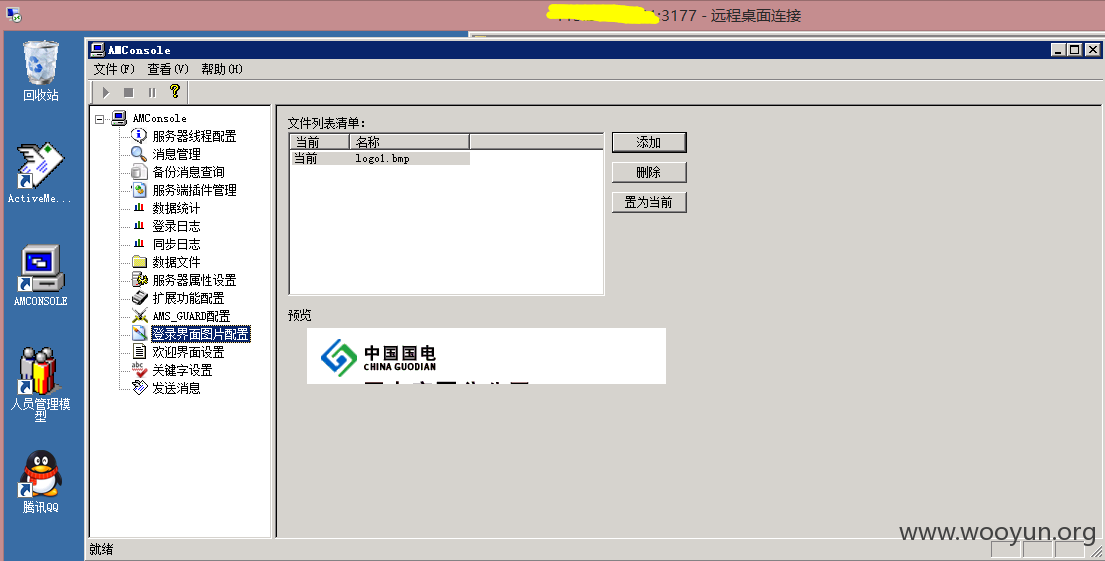 :3177 - 远程桌面连接
回收站
ActiveMe...
AMCONSOLE
人员管理模型
腾讯QQ
AMConsole
文件(F) 查看(V) 帮助(H)
AMConsole
服务器线程配置
消息管理
备份消息查询
服务端插件管理
数据统计
登录日志
同步日志
数据文件
服务器属性设置
扩展功能配置
AMS_GUARD配置
登录界面图片配置
欢迎界面设置
关键字设置
发送消息
文件列表清单:
当前 名称
当前 logo1.bmp
添加
删除
置为当前
预览
中国国电
CHINA GUODIAN
就绪
www.wooyun.org